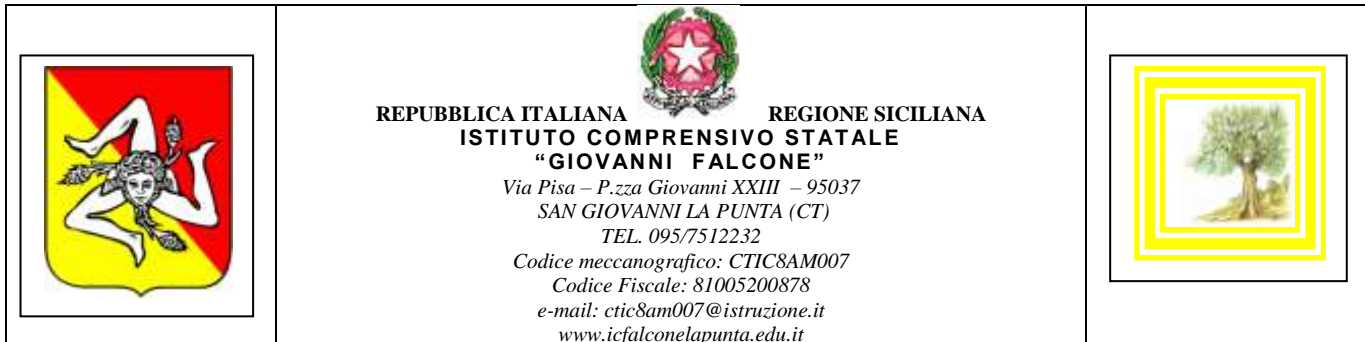 REPUBBLICA ITALIANA REGIONE SICILIANA
ISTITUTO COMPRENSIVO STATALE
“GIOVANNI FALCONE”
Via Pisa – P.zza Giovanni XXIII – 95037
SAN GIOVANNI LA PUNTA (CT)
TEL. 095/7512232
Codice meccanografico: CTIC8AM007
Codice Fiscale: 81005200878
e-mail: ctic8am007@istruzione.it
www.icfalconelapunta.edu.it